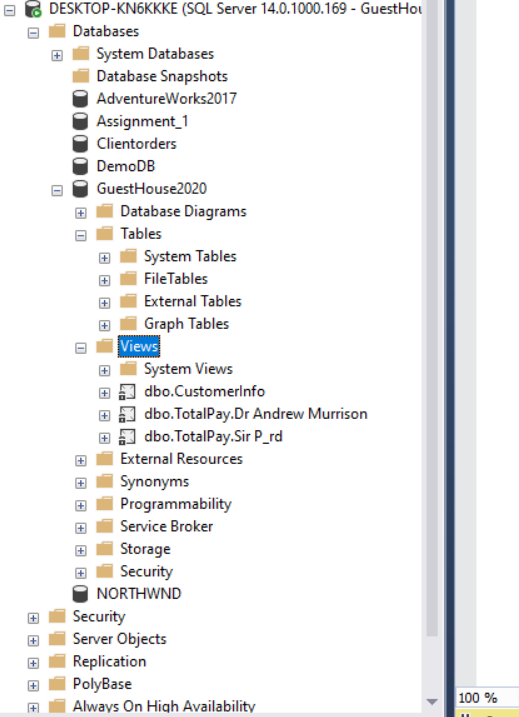 DESKTOP-KN6KKKE (SQL Server 14.0.1000.169 - GuestHou
Databases
System Databases
Database Snapshots
AdventureWorks2017
Assignment_1
Clientorders
DemoDB
GuestHouse2020
Database Diagrams
Tables
System Tables
FileTables
External Tables
Graph Tables
Views
System Views
dbo.CustomerInfo
dbo.TotalPay.Dr Andrew Murrison
dbo.TotalPay.Sir P_rd
External Resources
Synonyms
Programmability
Service Broker
Storage
Security
NORTHWND
Security
Server Objects
Replication
PolyBase
Always On High Availability
100 %